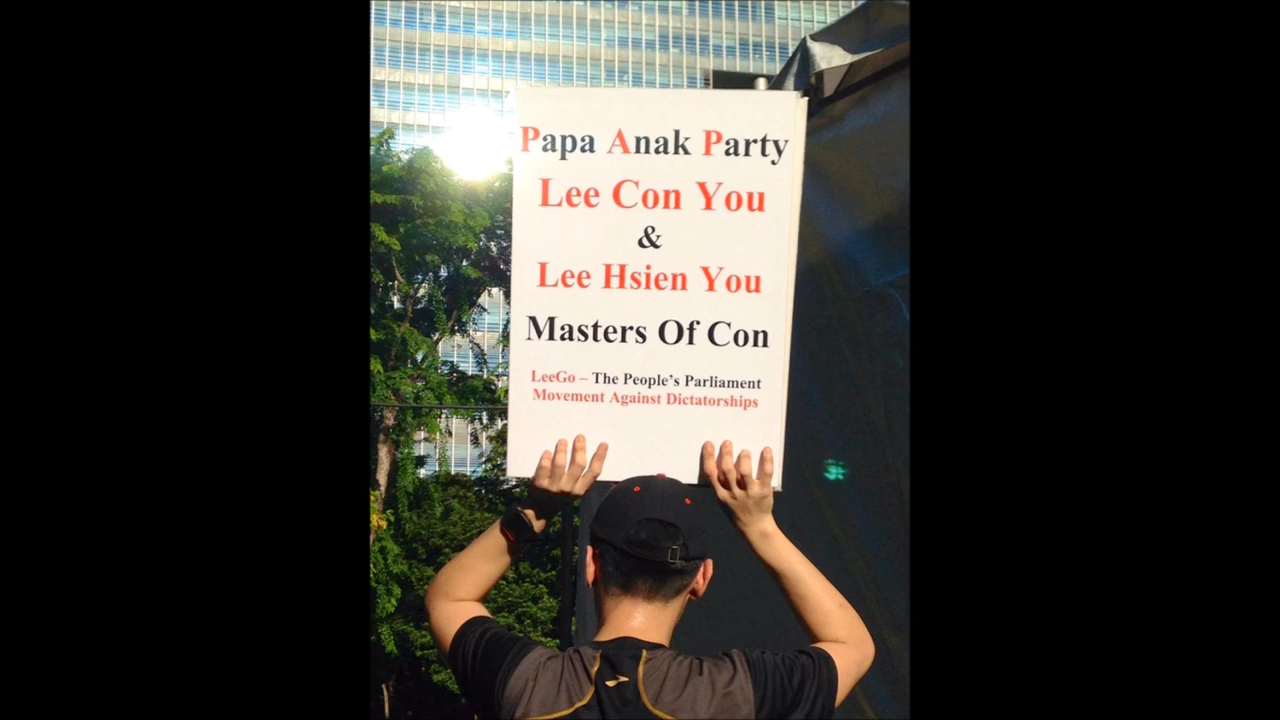 Papa Anak Party
Lee Con You
&
Lee Hsien You
Masters Of Con
LeeGo – The People's Parliament
Movement Against Dictatorships